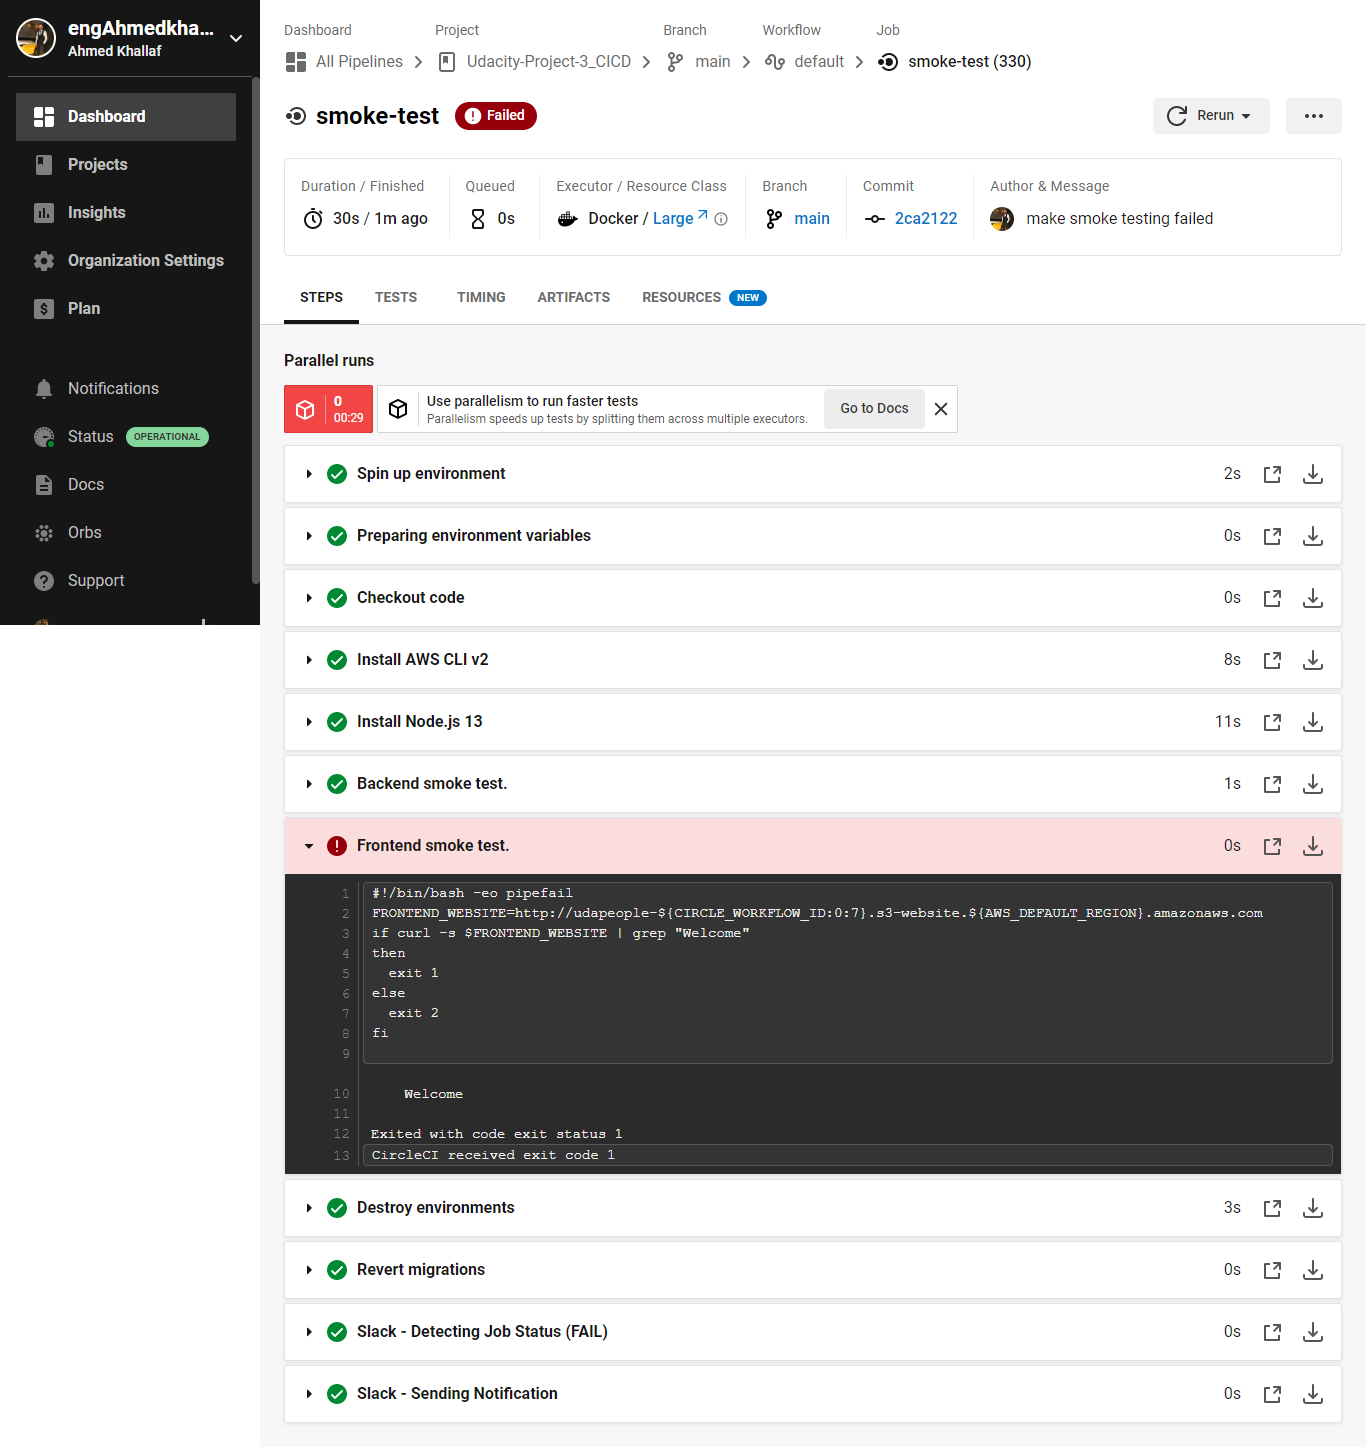 engAhmedkha...
Ahmed Khallaf
Dashboard
Projects
Insights
Organization Settings
Plan
Notifications
Status OPERATIONAL
Docs
Orbs
Support
Dashboard Project Branch Workflow Job
All Pipelines Udacity-Project-3_CICD main default smoke-test (330)
smoke-test Failed Rerun
Duration / Finished Queued Executor / Resource Class Branch Commit Author & Message
30s / 1m ago 0s Docker / Large main 2ca2122 make smoke testing failed
STEPS TESTS TIMING ARTIFACTS RESOURCES NEW
Parallel runs
0
00:29
Use parallelism to run faster tests
Parallelism speeds up tests by splitting them across multiple executors.
Go to Docs
Spin up environment 2s
Preparing environment variables 0s
Checkout code 0s
Install AWS CLI v2 8s
Install Node.js 13 11s
Backend smoke test. 1s
Frontend smoke test. 0s
1 #!/bin/bash -eo pipefail
2 FRONTEND_WEBSITE=http://udapeople-${CIRCLE_WORKFLOW_ID:0:7}.s3-website.${AWS_DEFAULT_REGION}.amazonaws.com
3 if curl -s $FRONTEND_WEBSITE | grep "Welcome"
4 then
5 exit 1
6 else
7 exit 2
8 fi
9
10 Welcome
11
12 Exited with code exit status 1
13 CircleCI received exit code 1
Destroy environments 3s
Revert migrations 0s
Slack - Detecting Job Status (FAIL) 0s
Slack - Sending Notification 0s